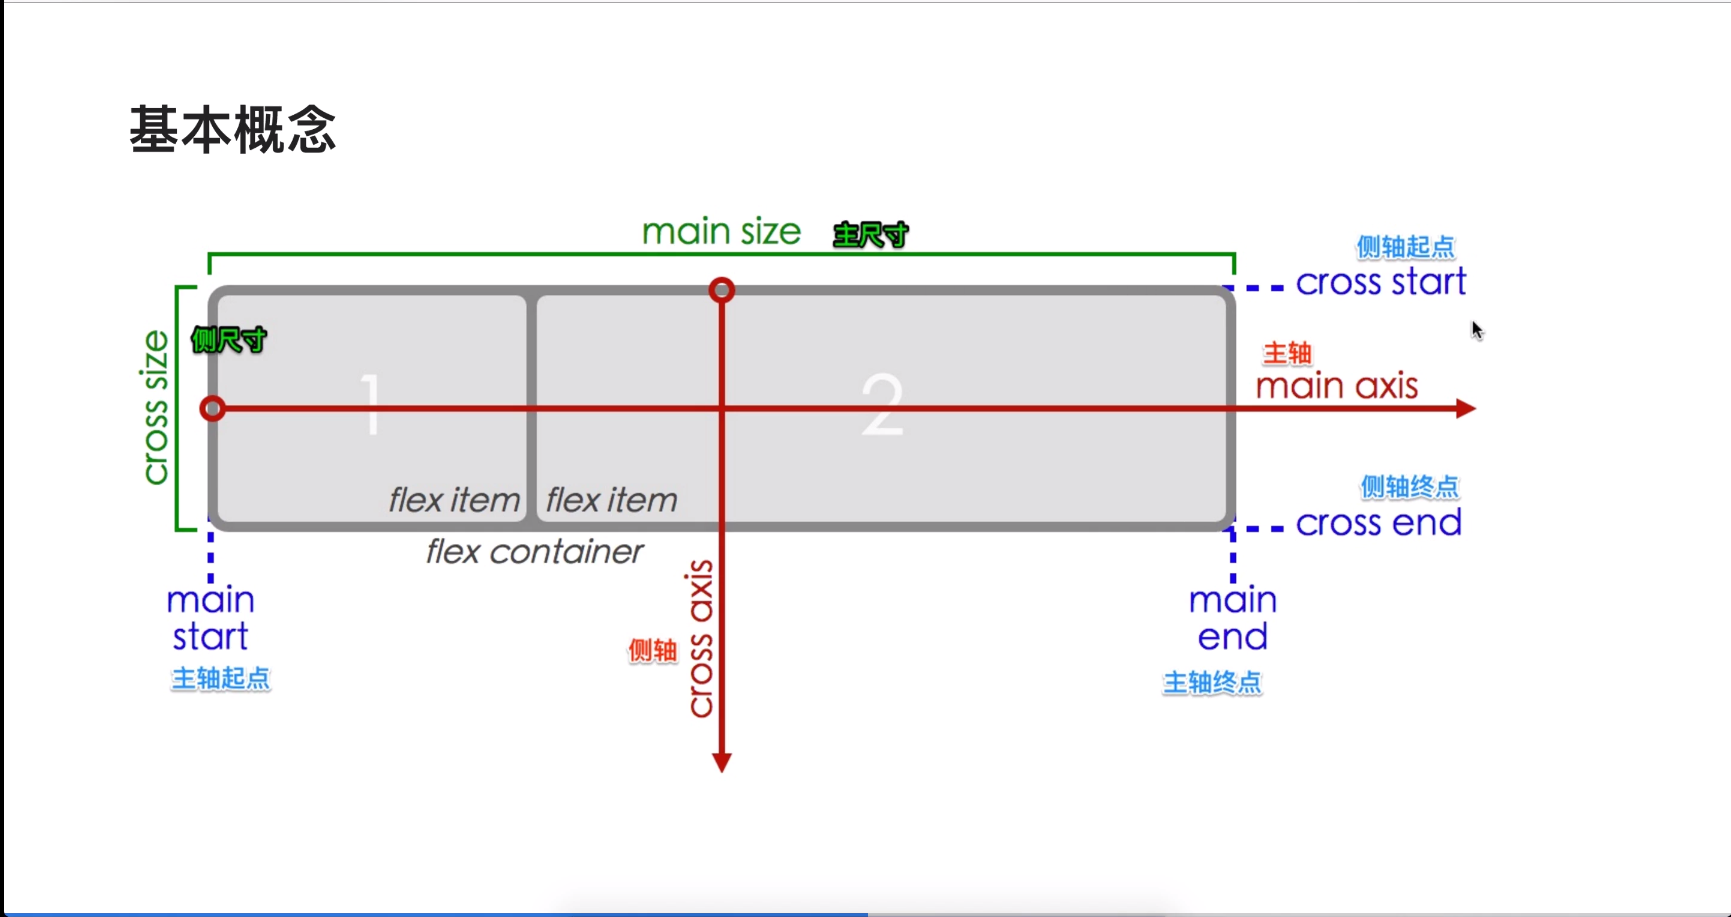 基本概念
main size 主尺寸
侧轴起点
cross start
侧尺寸
cross size
主轴
main axis
1
2
侧轴终点
cross end
flex item
flex item
flex container
main
start
主轴起点
侧轴
cross axis
main
end
主轴终点